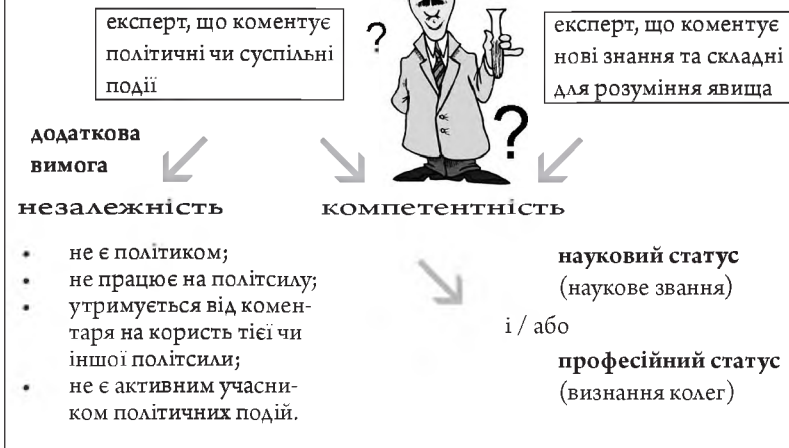 експерт, що коментує
політичні чи суспільні
події
?
експерт, що коментує
нові знання та складні
для розуміння явища
?
додаткова
вимога
незалежність
компетентність
• не є політиком;
• не працює на політсилу;
• утримується від комен-
таря на користь тієї чи
іншої політсили;
• не є активним учасни-
ком політичних подій.
науковий статус
(наукове звання)
і / або
професійний статус
(визнання колег)